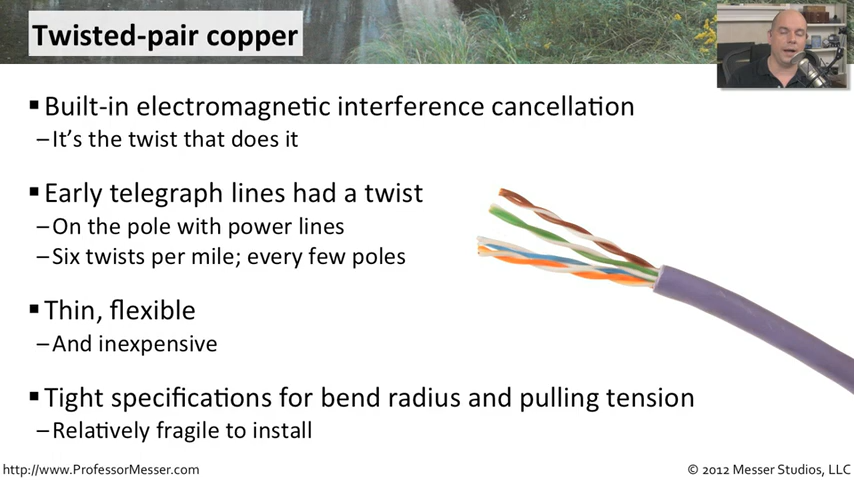 Twisted-pair copper
▪ Built-in electromagnetic interference cancellation
– It’s the twist that does it
▪ Early telegraph lines had a twist
– On the pole with power lines
– Six twists per mile; every few poles
▪ Thin, flexible
– And inexpensive
▪ Tight specifications for bend radius and pulling tension
– Relatively fragile to install
http://www.ProfessorMesser.com
© 2012 Messer Studios, LLC